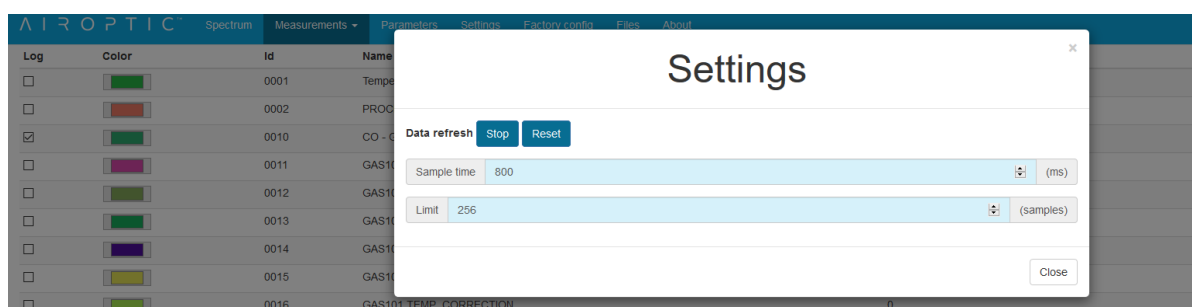 AIROPTIC™ Spectrum Measurements Parameters Settings Factory config Files About
Log Color Id Name
Settings
×
0001 Tempe
0002 PROC
Data refresh Stop Reset
0010 CO - G
0011 GAS10
Sample time 800 (ms)
0012 GAS10
Limit 256 (samples)
0013 GAS10
0014 GAS10
0015 GAS10
Close
0016 GAS101 TEMP. CORRECTION 0